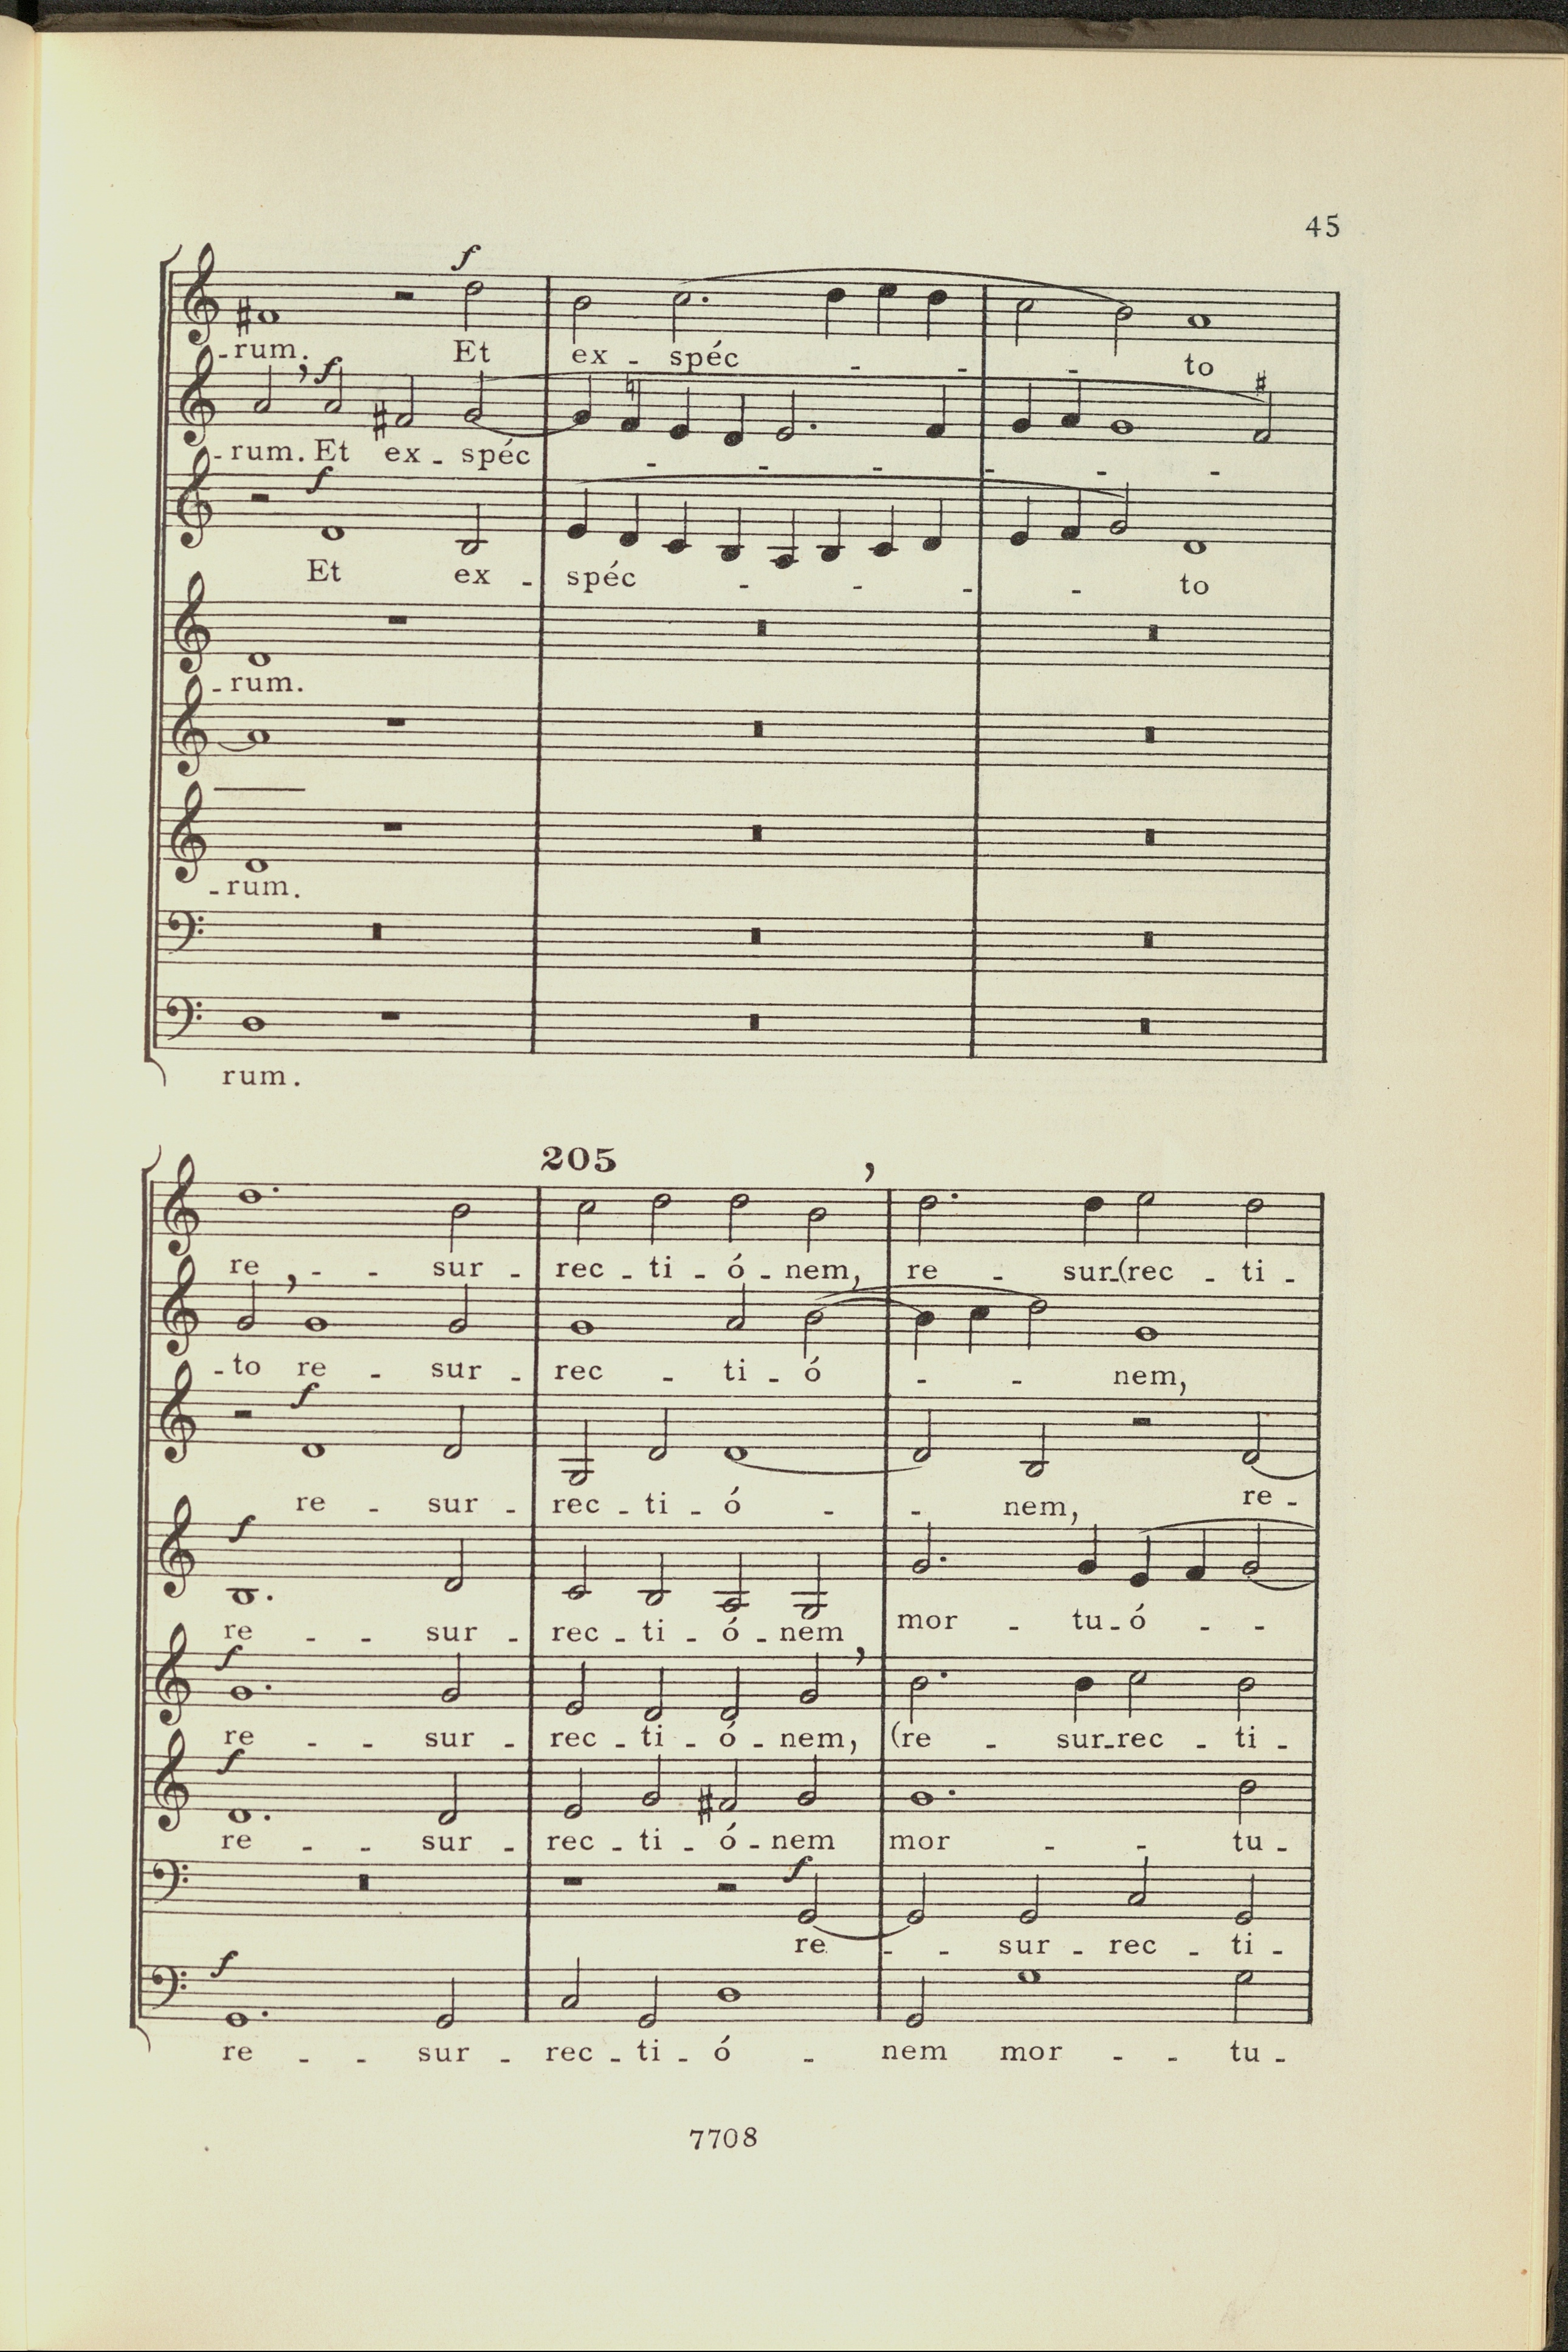 45
f
-rum. Et ex - spéc - - - to
f
-rum. Et ex - spéc - - - - - -
f
Et ex - spéc - - - - to
-rum.
-rum.
rum.
205
re - - sur - rec - ti - ó - nem, re - sur-(rec - ti -
-to re - sur - rec - ti - ó - - nem,
f
re - sur - rec - ti - ó - - nem, re -
f
re - - sur - rec - ti - ó - nem mor - tu - ó - -
f
re - - sur - rec - ti - ó - nem, (re - sur-rec - ti -
f
re - - sur - rec - ti - ó - nem mor - - tu -
f
re - - sur - rec - ti -
f
re - - sur - rec - ti - ó - nem mor - - tu -
7708